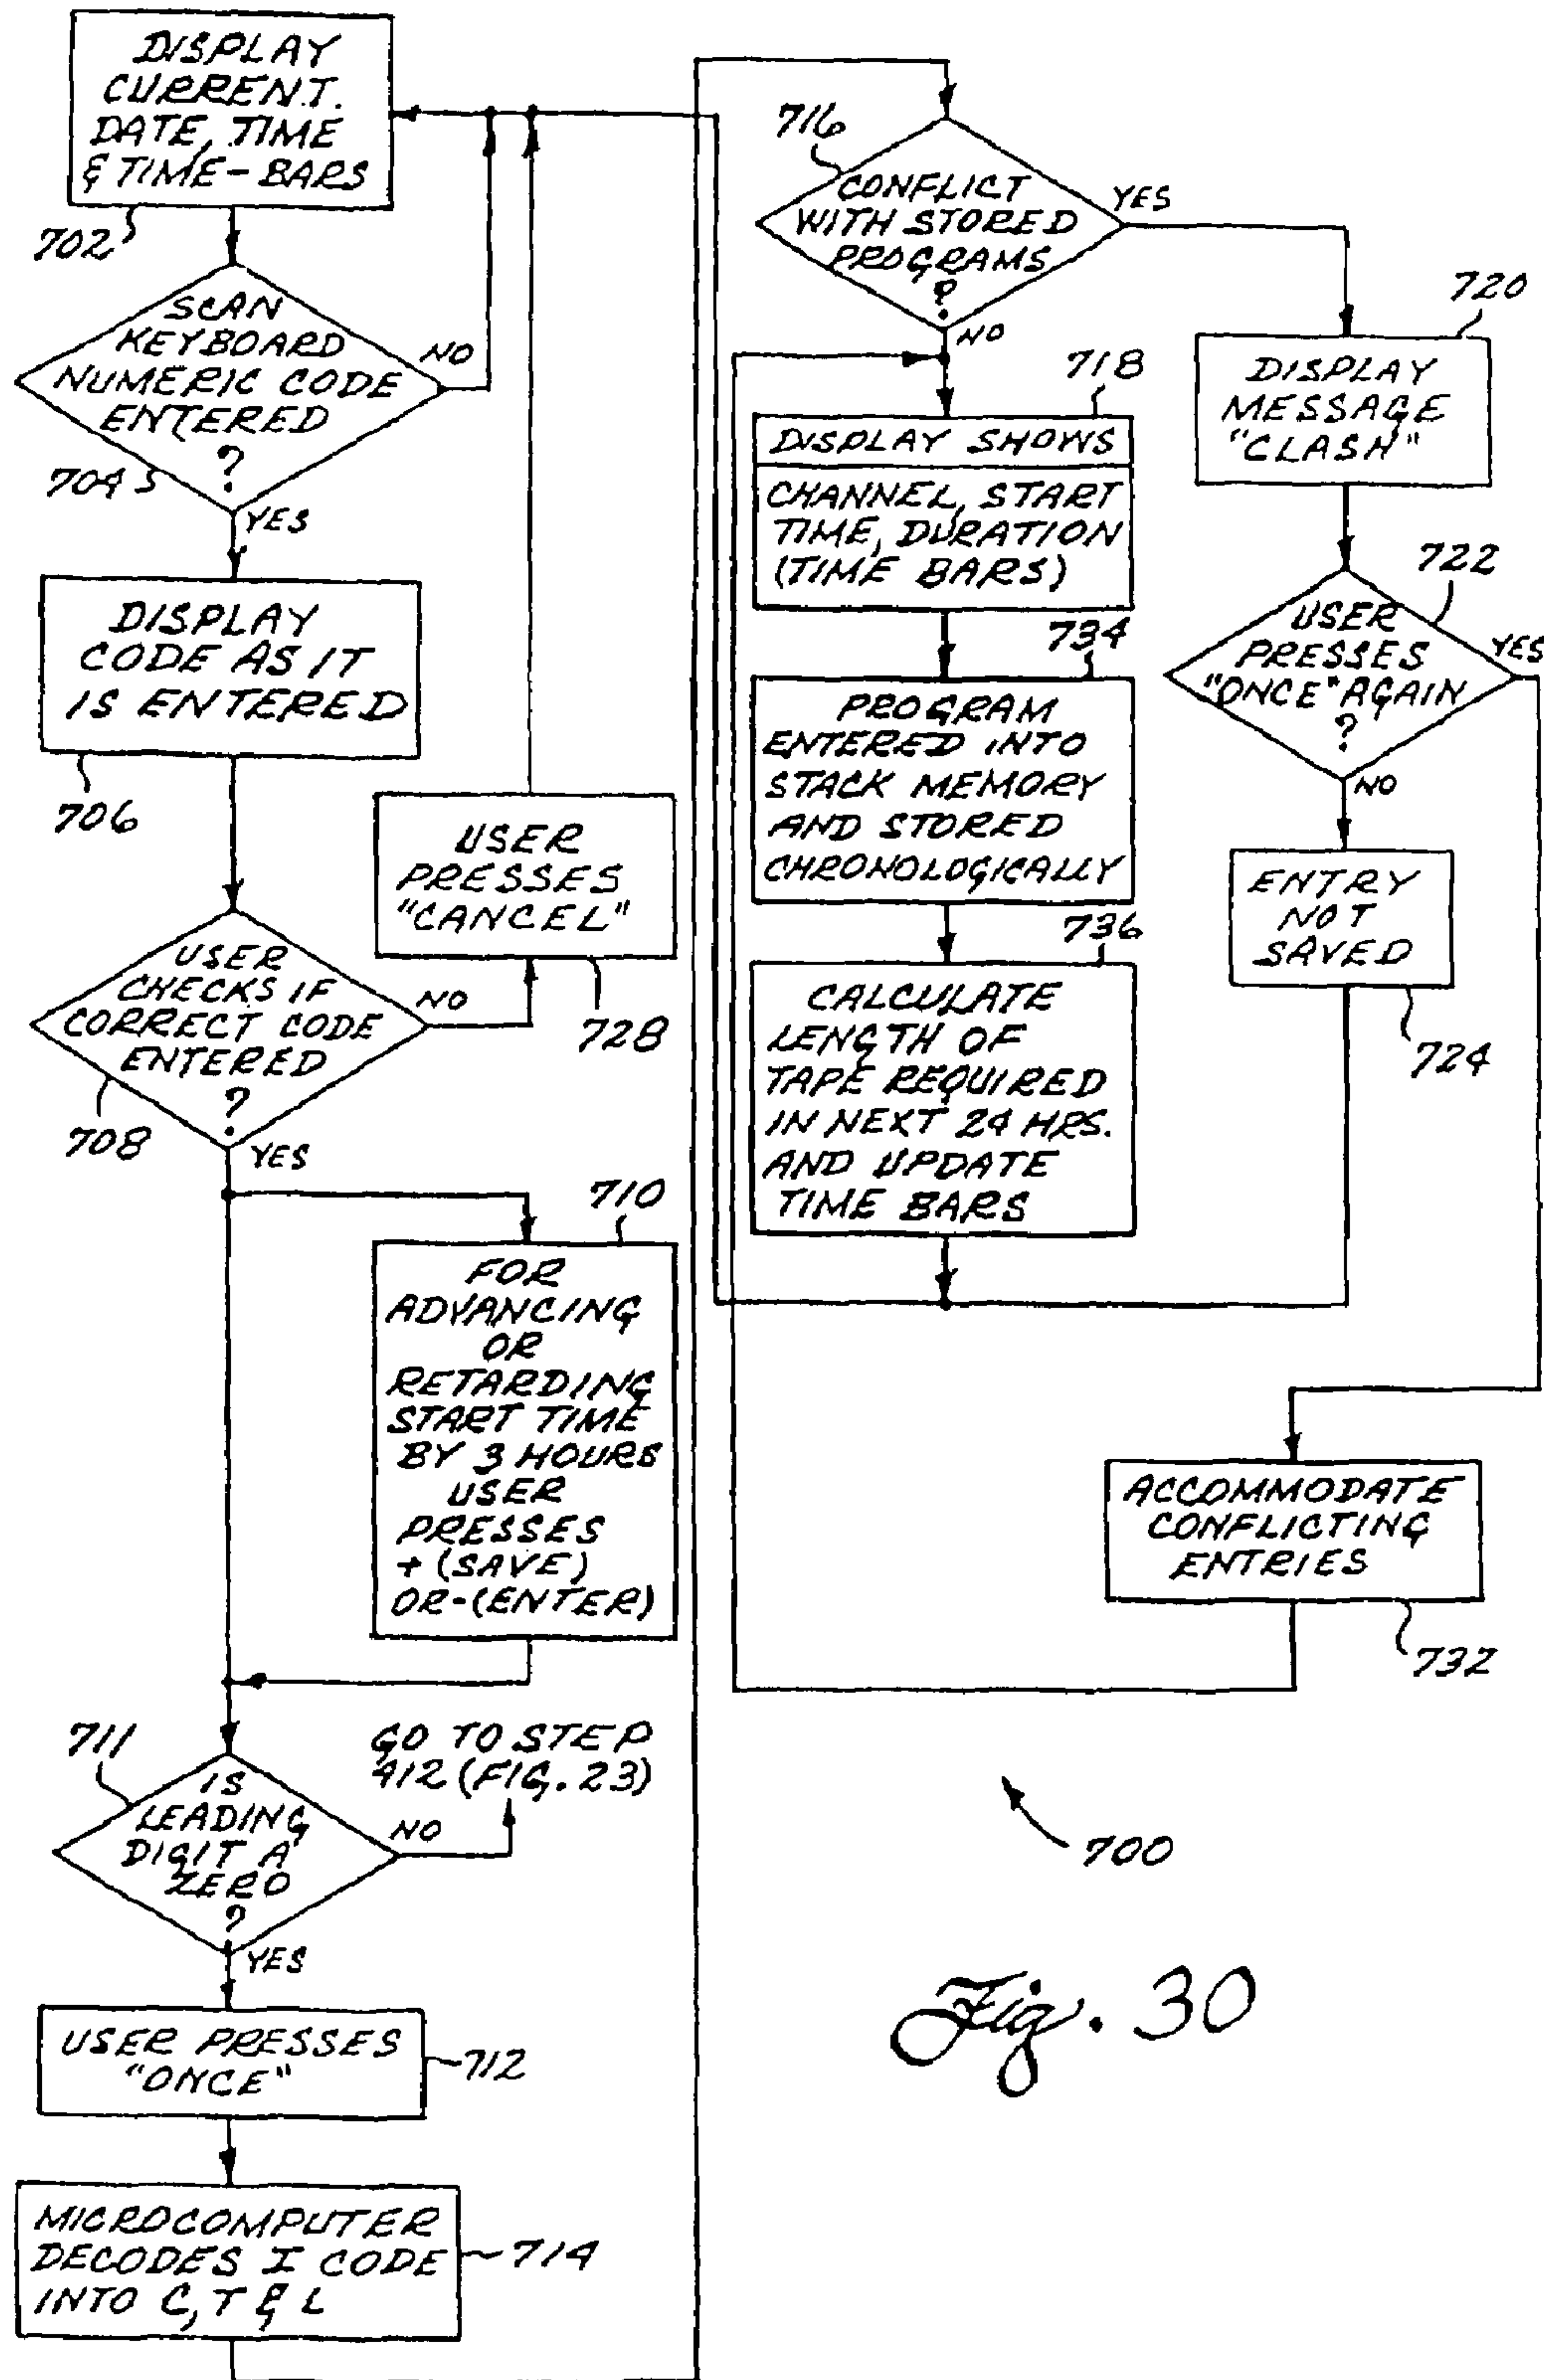 DISPLAY
CURRENT.
DATE, TIME
& TIME-BARS
702
SCAN
KEYBOARD
NUMERIC CODE
ENTERED
?
NO
704
YES
DISPLAY
CODE AS IT
IS ENTERED
706
USER
PRESSES
"CANCEL"
728
USER
CHECKS IF
CORRECT CODE
ENTERED
?
NO
708
YES
710
FOR
ADVANCING
OR
RETARDING
START TIME
BY 3 HOURS
USER
PRESSES
+ (SAVE)
OR-(ENTER)
711
IS
LEADING
DIGIT A
ZERO
?
NO
GO TO STEP
412 (FIG. 23)
YES
USER PRESSES
"ONCE"
712
MICROCOMPUTER
DECODES I CODE
INTO C, T & L
714
716
CONFLICT
WITH STORED
PROGRAMS
?
YES
NO
718
DISPLAY SHOWS
CHANNEL, START
TIME, DURATION
(TIME BARS)
734
PROGRAM
ENTERED INTO
STACK MEMORY
AND STORED
CHRONOLOGICALLY
736
CALCULATE
LENGTH OF
TAPE REQUIRED
IN NEXT 24 HRS.
AND UPDATE
TIME BARS
720
DISPLAY
MESSAGE
"CLASH"
722
USER
PRESSES
"ONCE" AGAIN
?
YES
NO
ENTRY
NOT
SAVED
724
ACCOMMODATE
CONFLICTING
ENTRIES
732
700
Fig. 30